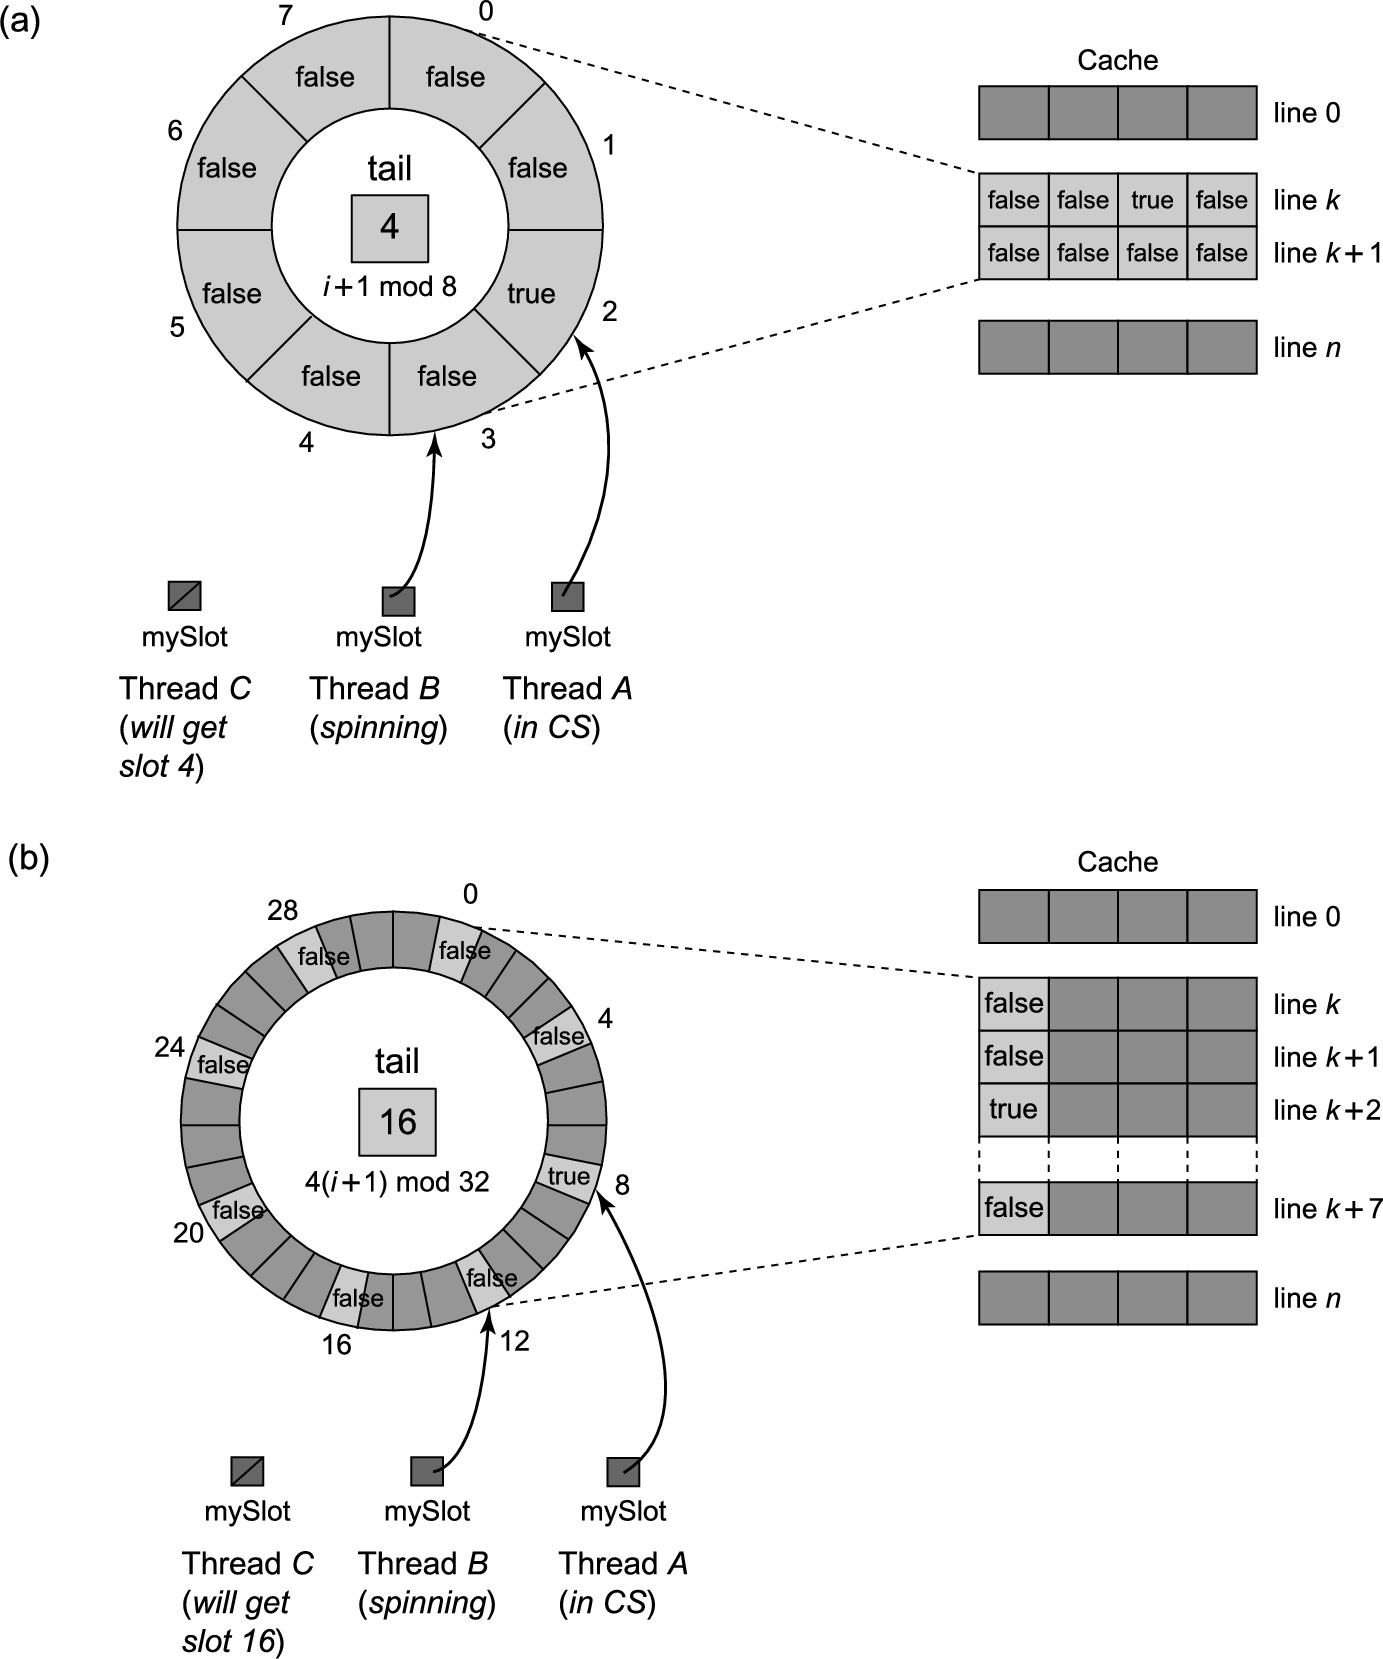 (a)
7
0
false
false
6
1
false
false
tail
4
i+1 mod 8
false
true
5
2
false
false
4
3
Cache
line 0
false false true false line k
false false false false line k+1
line n
mySlot
mySlot
mySlot
Thread C
(will get
slot 4)
Thread B
(spinning)
Thread A
(in CS)
(b)
28
0
false
false
4
false
24
false
tail
16
4(i+1) mod 32
true
8
false
20
false
false
16
12
Cache
line 0
false line k
false line k+1
true line k+2
false line k+7
line n
mySlot
mySlot
mySlot
Thread C
(will get
slot 16)
Thread B
(spinning)
Thread A
(in CS)